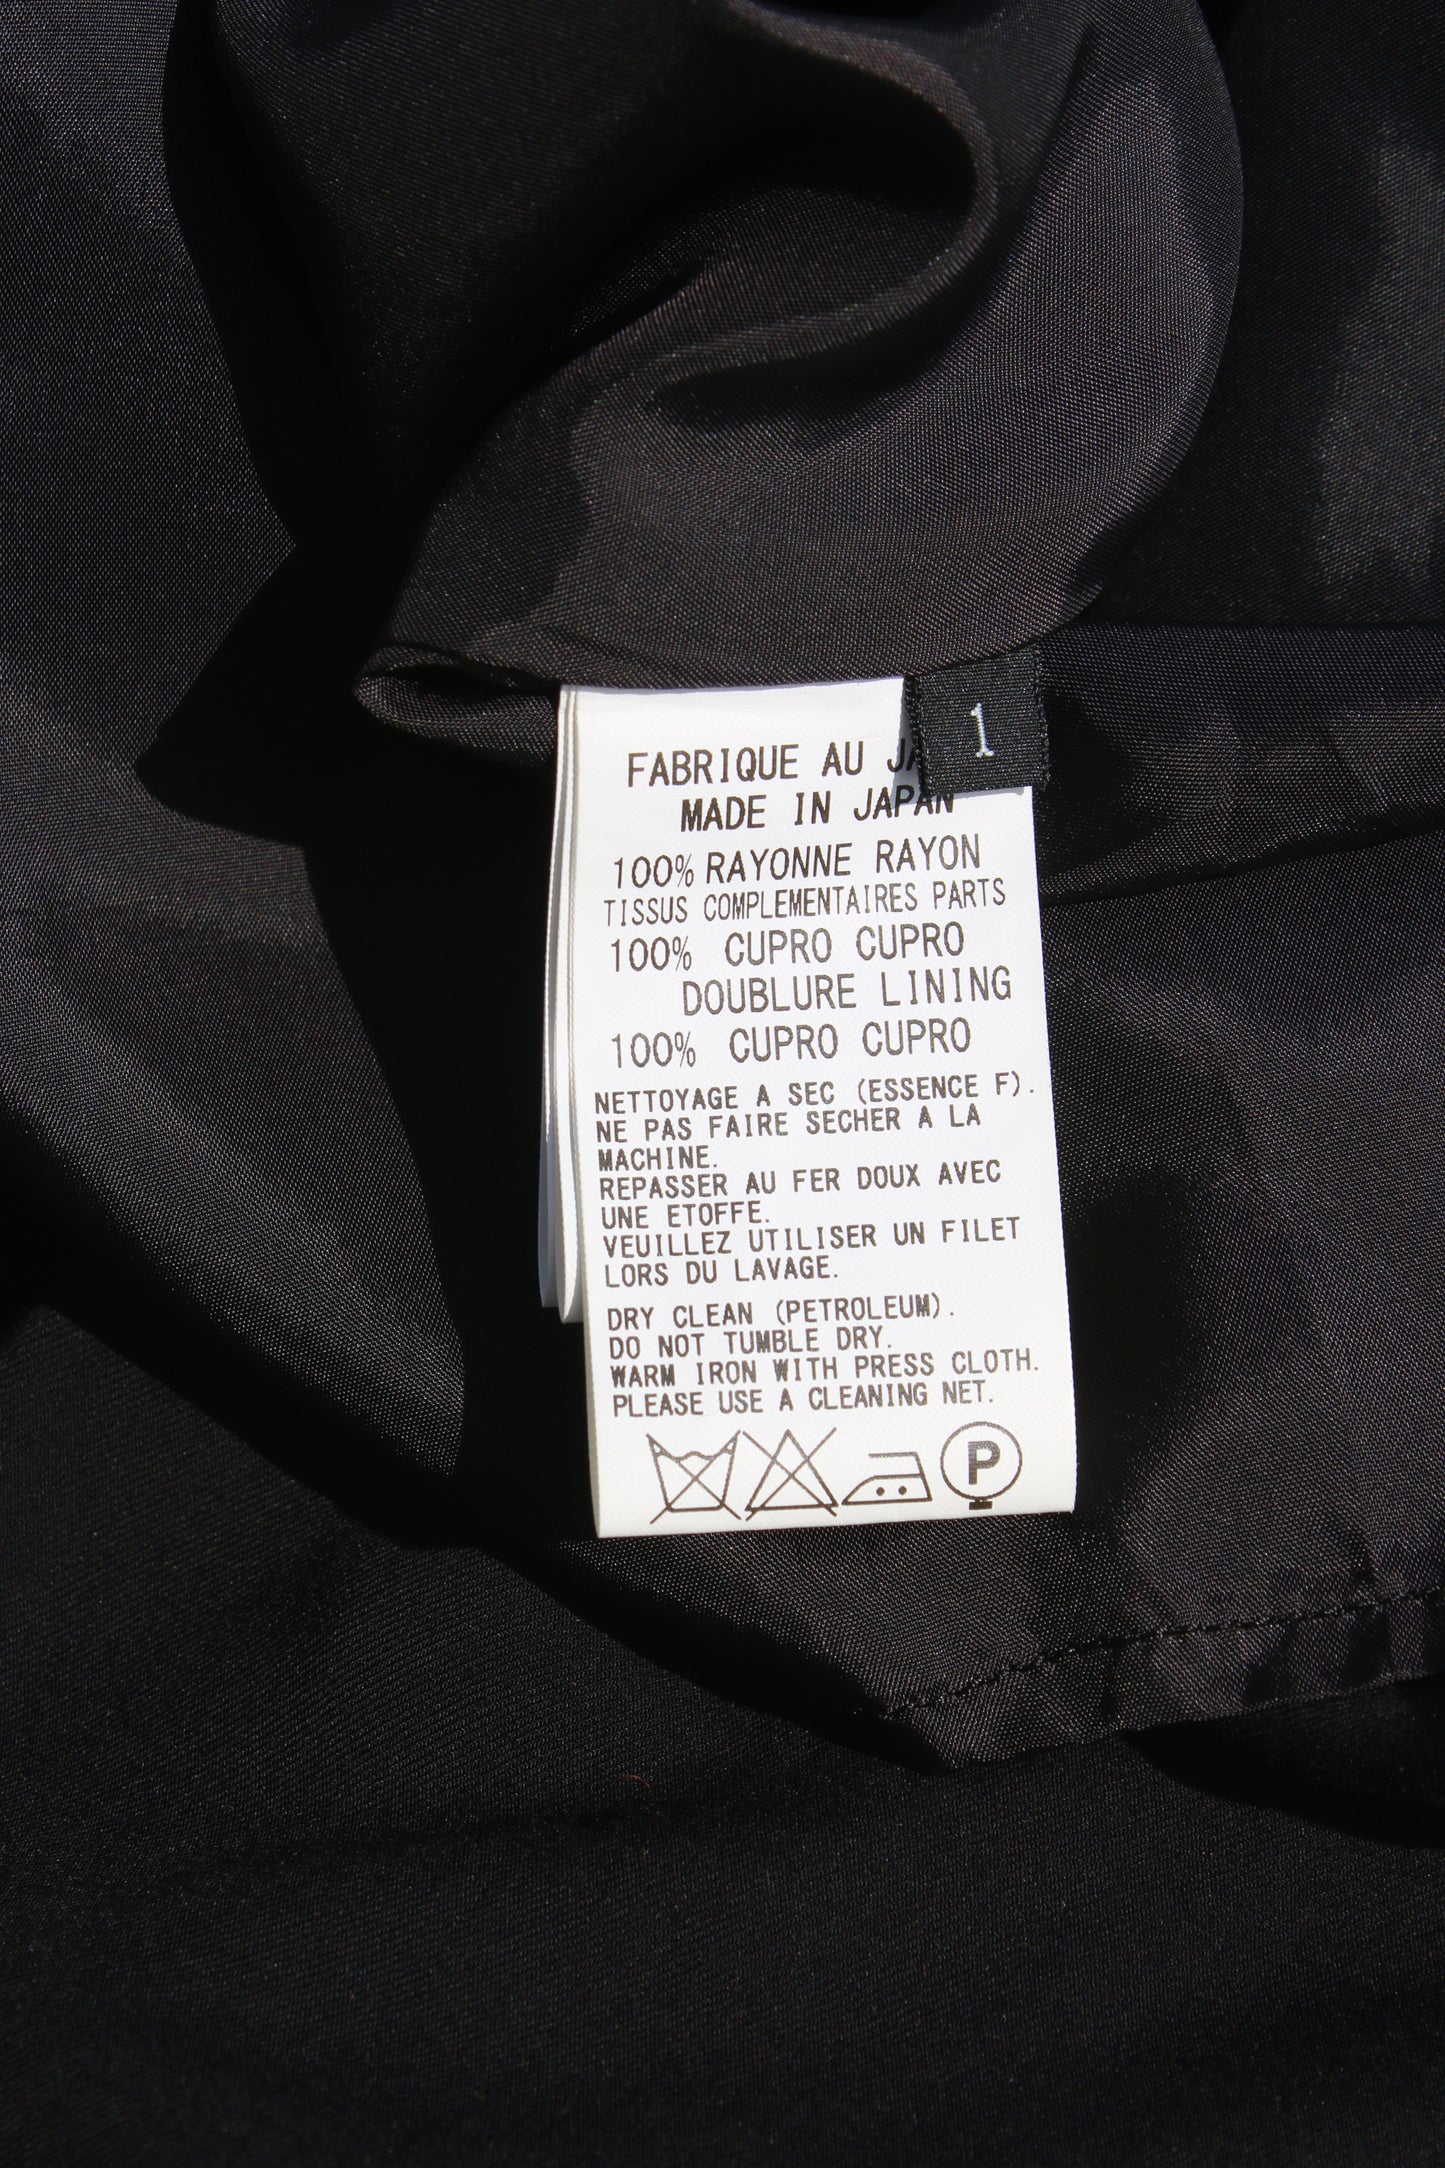 1
FABRIQUE AU
MADE IN JAPAN
100% RAYONNE RAYON
TISSUS COMPLEMENTAIRES PARTS
100% CUPRO CUPRO
DOUBLURE LINING
100% CUPRO CUPRO
NETTOYAGE A SEC (ESSENCE F).
NE PAS FAIRE SECHER A LA
MACHINE.
REPASSER AU FER DOUX AVEC
UNE ETOFFE.
VEUILLEZ UTILISER UN FILET
LORS DU LAVAGE.
DRY CLEAN (PETROLEUM).
DO NOT TUMBLE DRY.
WARM IRON WITH PRESS CLOTH.
PLEASE USE A CLEANING NET.
P